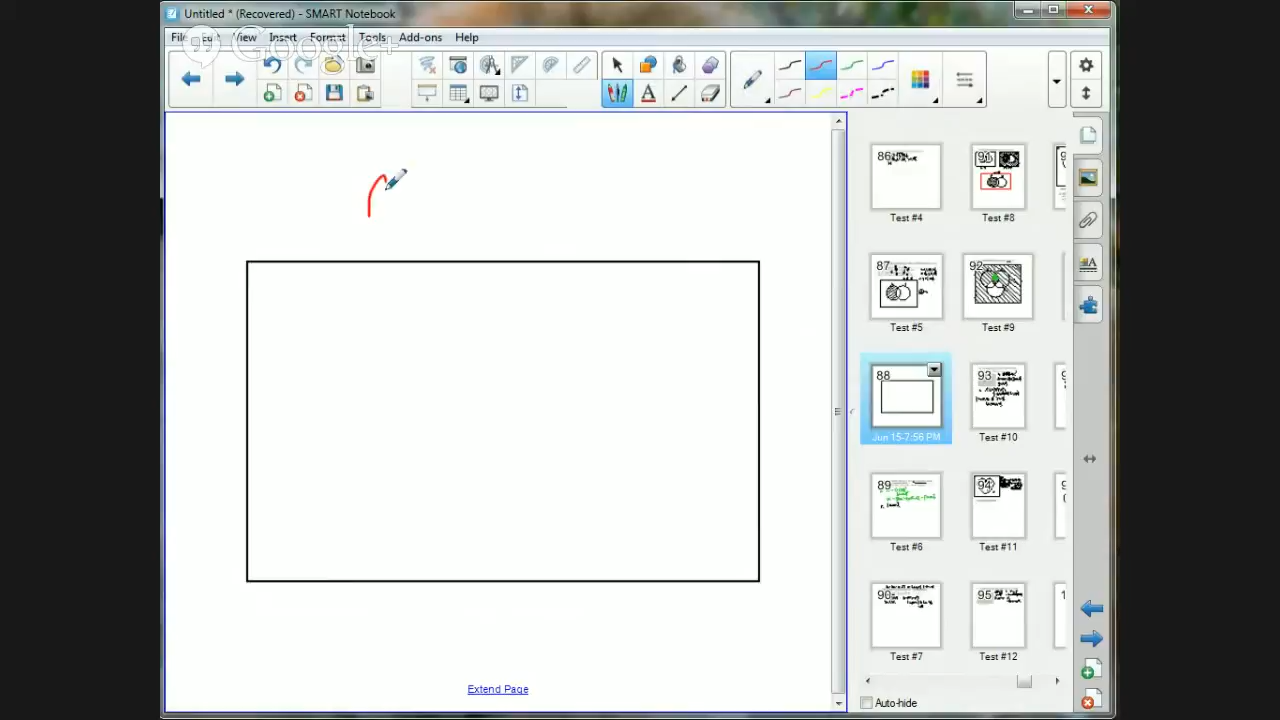 Untitled * (Recovered) - SMART Notebook
File Edit View Insert Format Tools Add-ons Help
Google+
86
Test #4
91
Test #8
87
Test #5
92
Test #9
88
Jun 15-7:56 PM
93
Test #10
89
Test #6
94
Test #11
90
Test #7
95
Test #12
Extend Page
Auto-hide